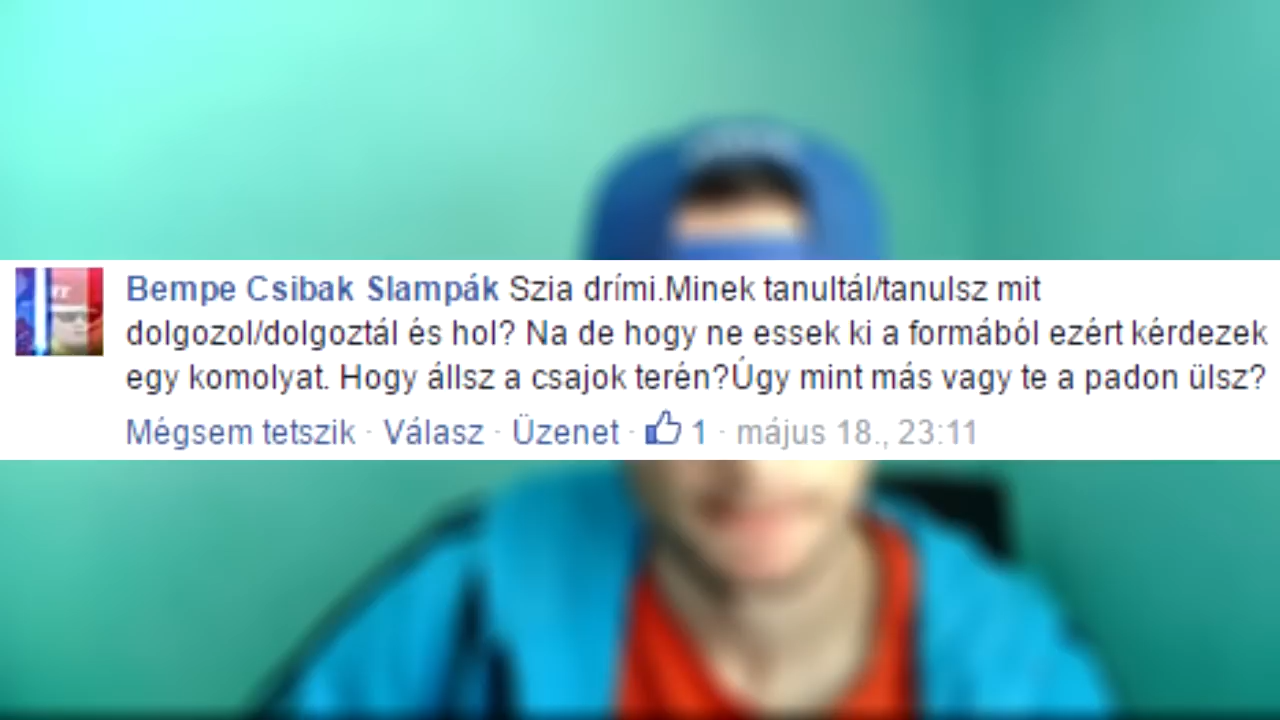 Bempe Csibak Slampák Szia drími.Minek tanultál/tanulsz mit
dolgozol/dolgoztál és hol? Na de hogy ne essek ki a formából ezért kérdezek
egy komolyat. Hogy állsz a csajok terén?Úgy mint más vagy te a padon ülsz?
Mégsem tetszik · Válasz · Üzenet · 1 · május 18., 23:11